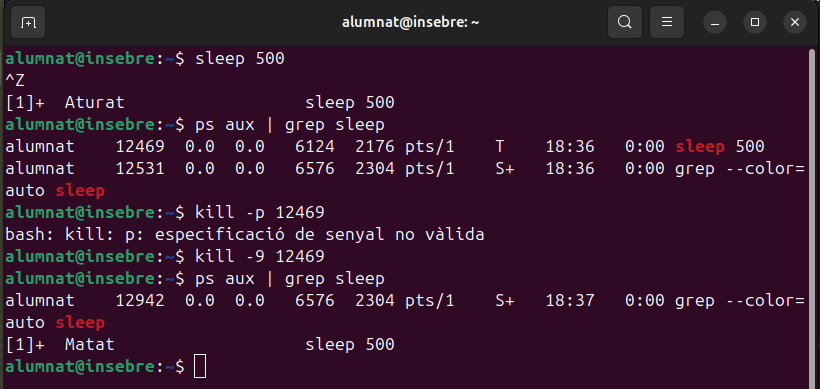 alumnat@insebre: ~
alumnat@insebre:~$ sleep 500
^Z
[1]+  Aturat                  sleep 500
alumnat@insebre:~$ ps aux | grep sleep
alumnat    12469  0.0  0.0   6124  2176 pts/1    T    18:36   0:00 sleep 500
alumnat    12531  0.0  0.0   6576  2304 pts/1    S+   18:36   0:00 grep --color=
auto sleep
alumnat@insebre:~$ kill -p 12469
bash: kill: p: especificació de senyal no vàlida
alumnat@insebre:~$ kill -9 12469
alumnat@insebre:~$ ps aux | grep sleep
alumnat    12942  0.0  0.0   6576  2304 pts/1    S+   18:37   0:00 grep --color=
auto sleep
[1]+  Matat                   sleep 500
alumnat@insebre:~$